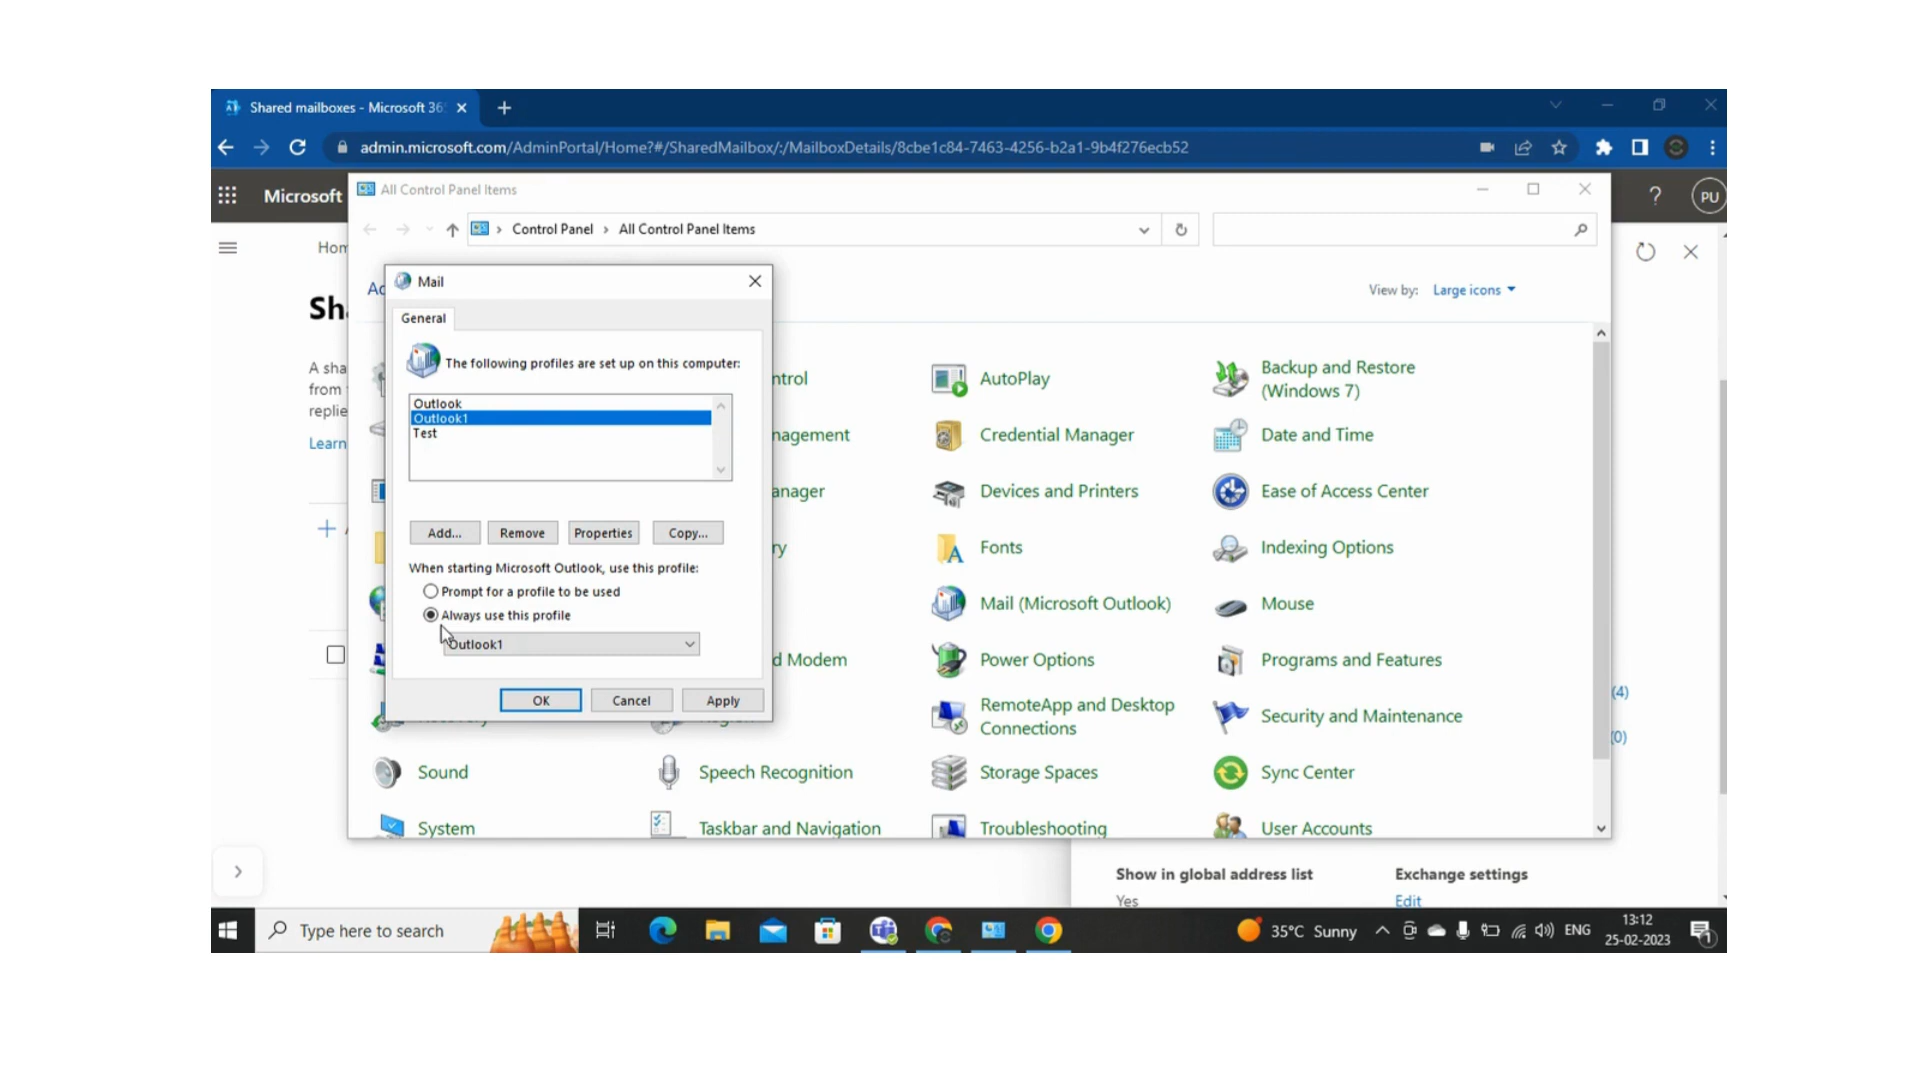 Shared mailboxes - Microsoft 36
admin.microsoft.com/AdminPortal/Home?#/SharedMailbox/:/MailboxDetails/8cbe1c84-7463-4256-b2a1-9b4f276ecb52
Microsoft
All Control Panel Items
PU
Control Panel › All Control Panel Items
Hom
Mail
View by: Large icons
Sh
General
The following profiles are set up on this computer:
A sha
from
replie
Learn
Outlook
Outlook1
Test
Add...
Remove
Properties
Copy...
When starting Microsoft Outlook, use this profile:
Prompt for a profile to be used
Always use this profile
Outlook1
OK
Cancel
Apply
ntrol
AutoPlay
Backup and Restore
(Windows 7)
nagement
Credential Manager
Date and Time
anager
Devices and Printers
Ease of Access Center
ry
Fonts
Indexing Options
Mail (Microsoft Outlook)
Mouse
d Modem
Power Options
Programs and Features
RemoteApp and Desktop
Connections
Security and Maintenance
(4)
(0)
Sound
Speech Recognition
Storage Spaces
Sync Center
System
Taskbar and Navigation
Troubleshooting
User Accounts
Show in global address list
Yes
Exchange settings
Edit
Type here to search
35°C Sunny
ENG
13:12
25-02-2023
1